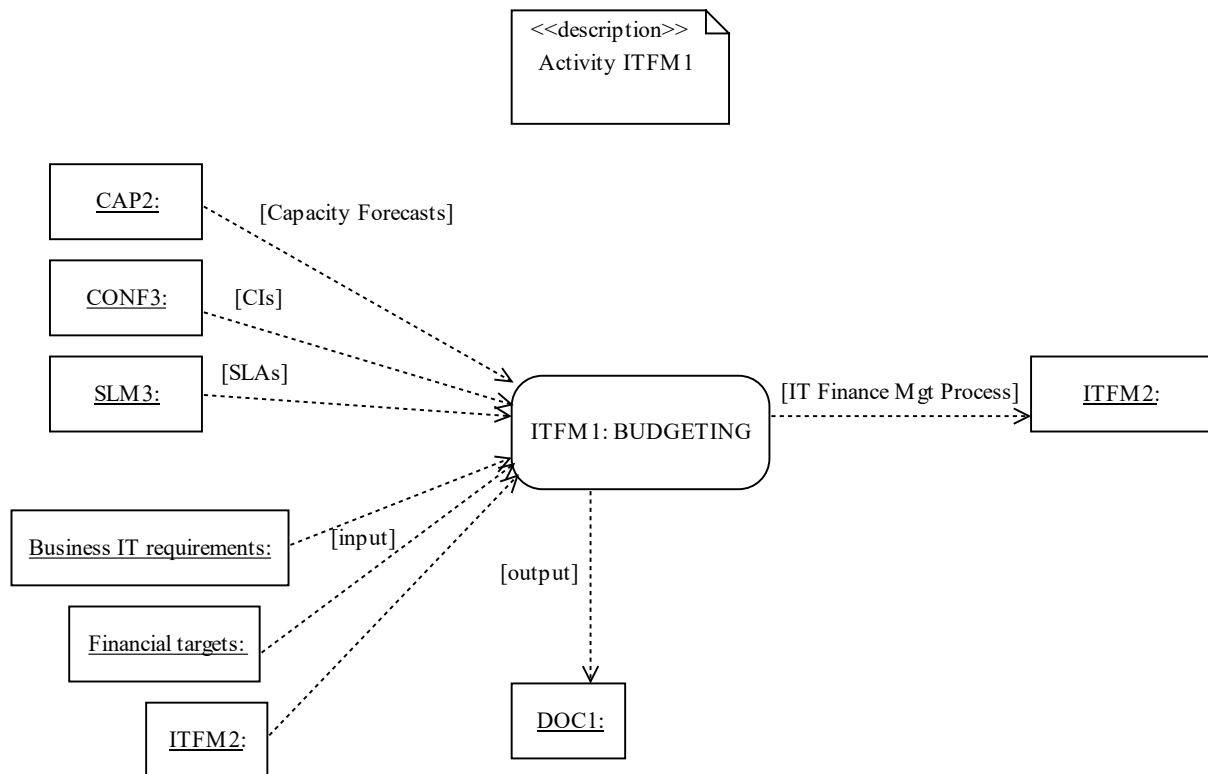 <<description>>
Activity ITFM1
CAP2:
[Capacity Forecasts]
CONF3:
[CIs]
SLM3:
[SLAs]
ITFM1: BUDGETING
[IT Finance Mgt Process]
ITFM2:
Business IT requirements:
[input]
[output]
Financial targets:
ITFM2:
DOC1: